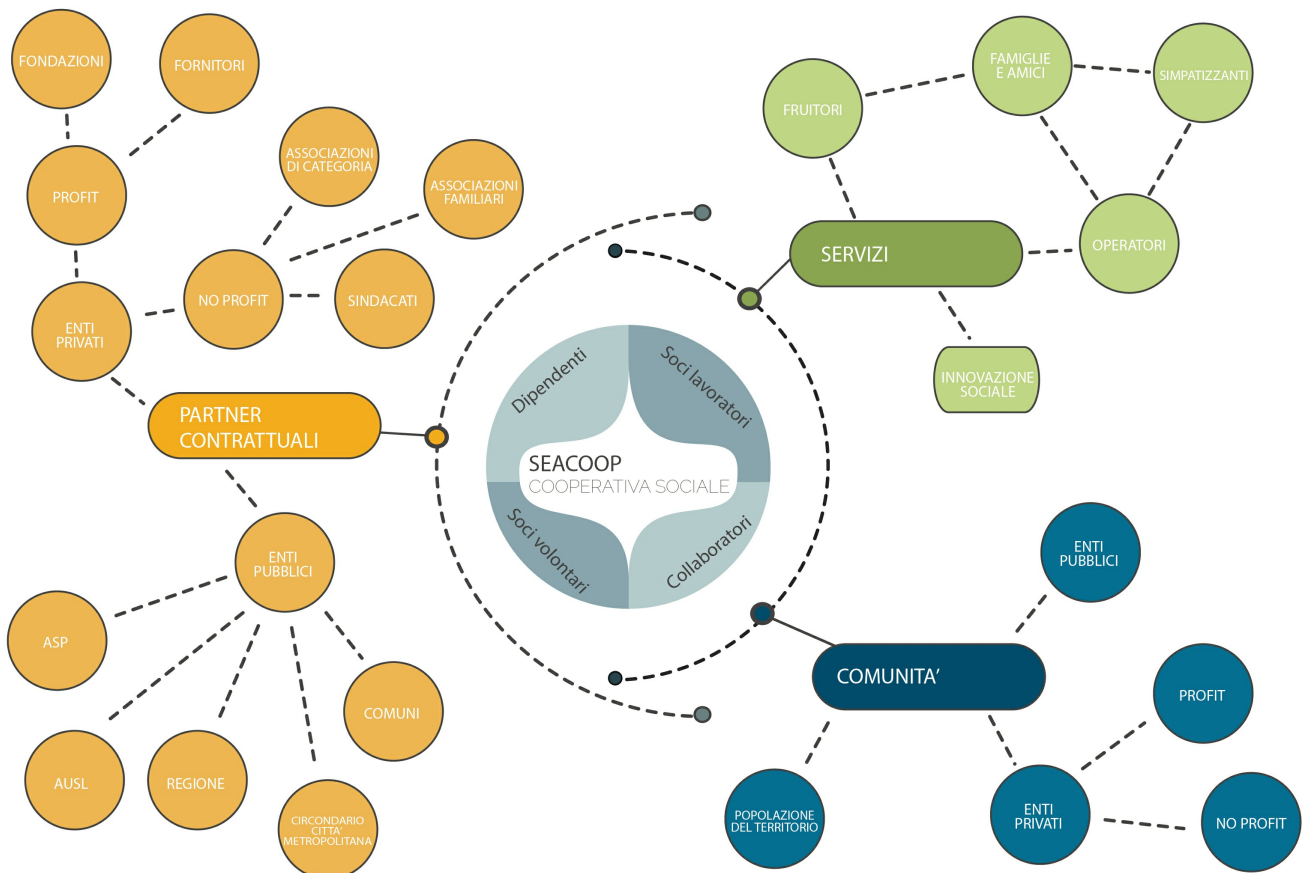 FONDAZIONI
FORNITORI
PROFIT
ASSOCIAZIONI
DI CATEGORIA
ASSOCIAZIONI
FAMILIARI
ENTI
PRIVATI
NO PROFIT
SINDACATI
PARTNER
CONTRATTUALI
ENTI
PUBBLICI
ASP
AUSL
REGIONE
CIRCONDARIO
CITTA'
METROPOLITANA
COMUNI
Dipendenti
Soci lavoratori
SEACOOP
COOPERATIVA SOCIALE
Soci volontari
Collaboratori
FRUITORI
FAMIGLIE
E AMICI
SIMPATIZZANTI
SERVIZI
OPERATORI
INNOVAZIONE
SOCIALE
ENTI
PUBBLICI
COMUNITA'
PROFIT
POPOLAZIONE
DEL TERRITORIO
ENTI
PRIVATI
NO PROFIT